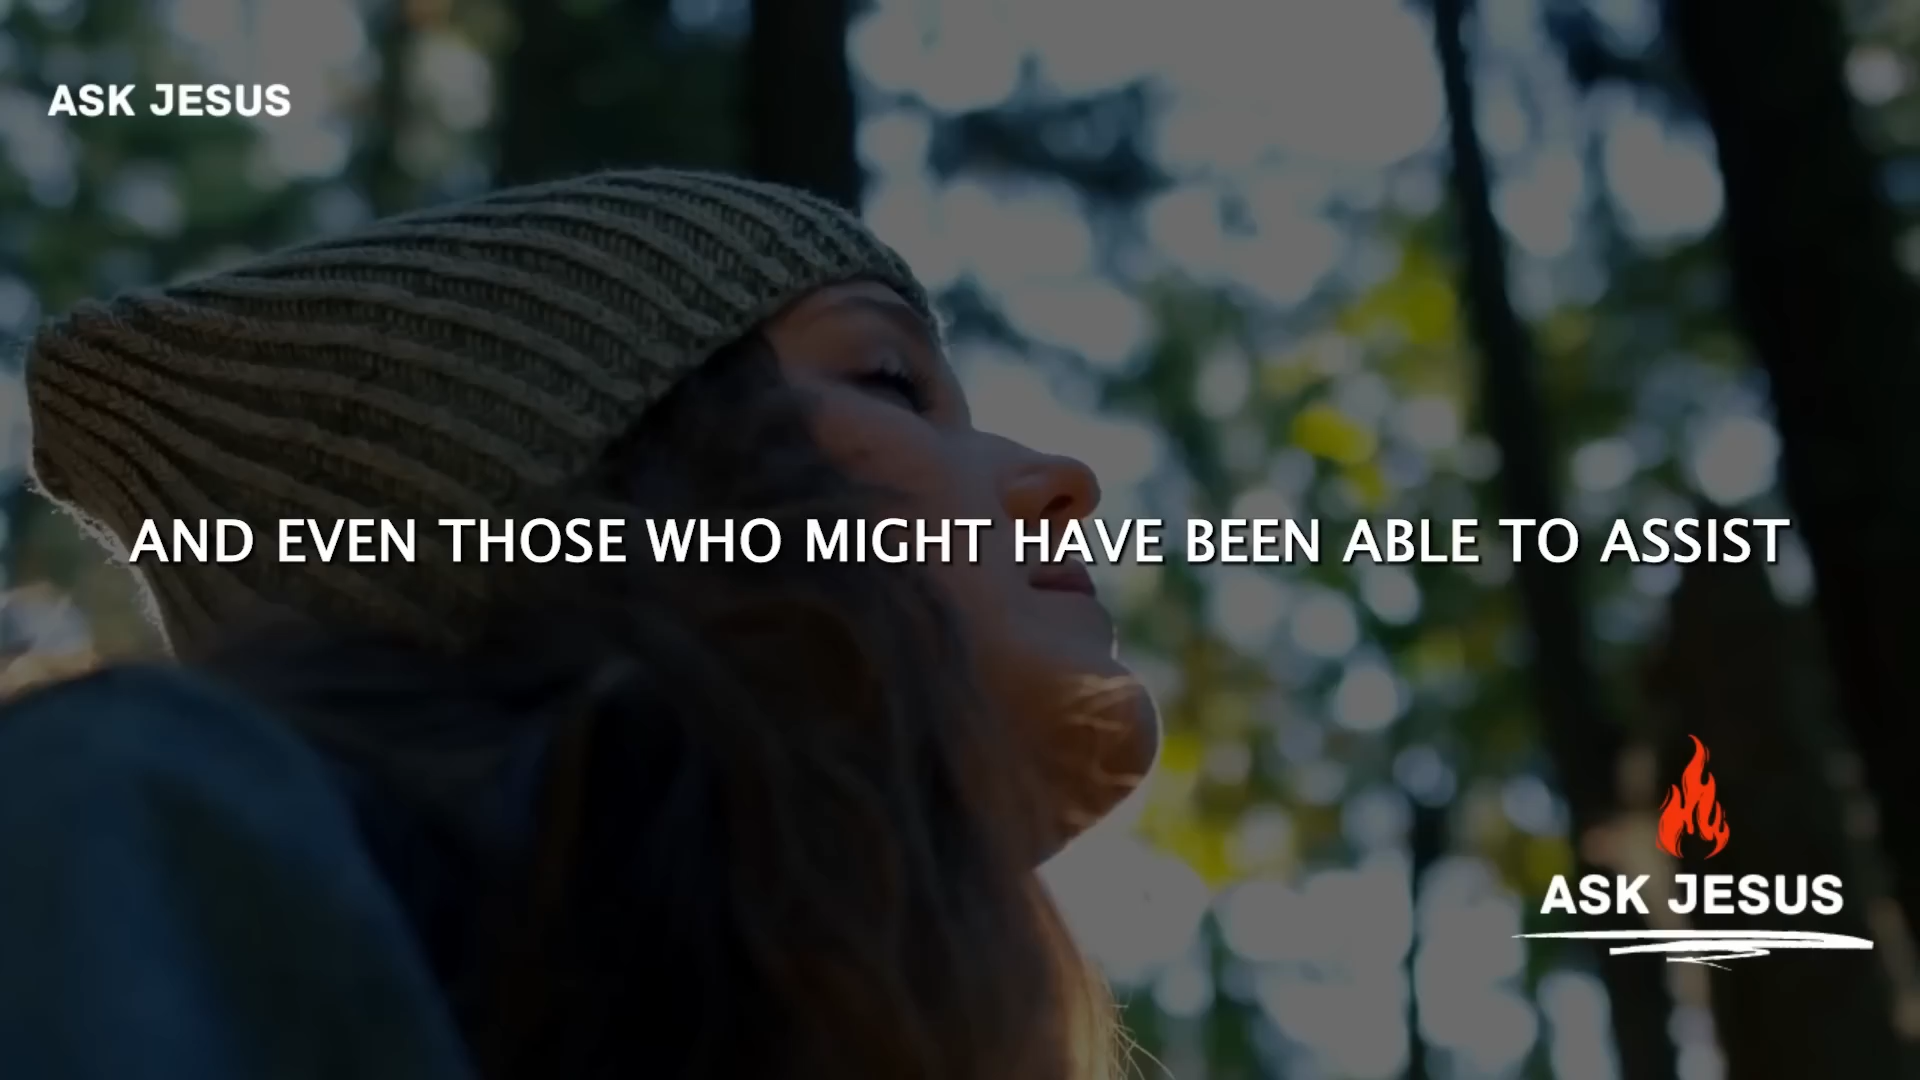 ASK JESUS
AND EVEN THOSE WHO MIGHT HAVE BEEN ABLE TO ASSIST
ASK JESUS